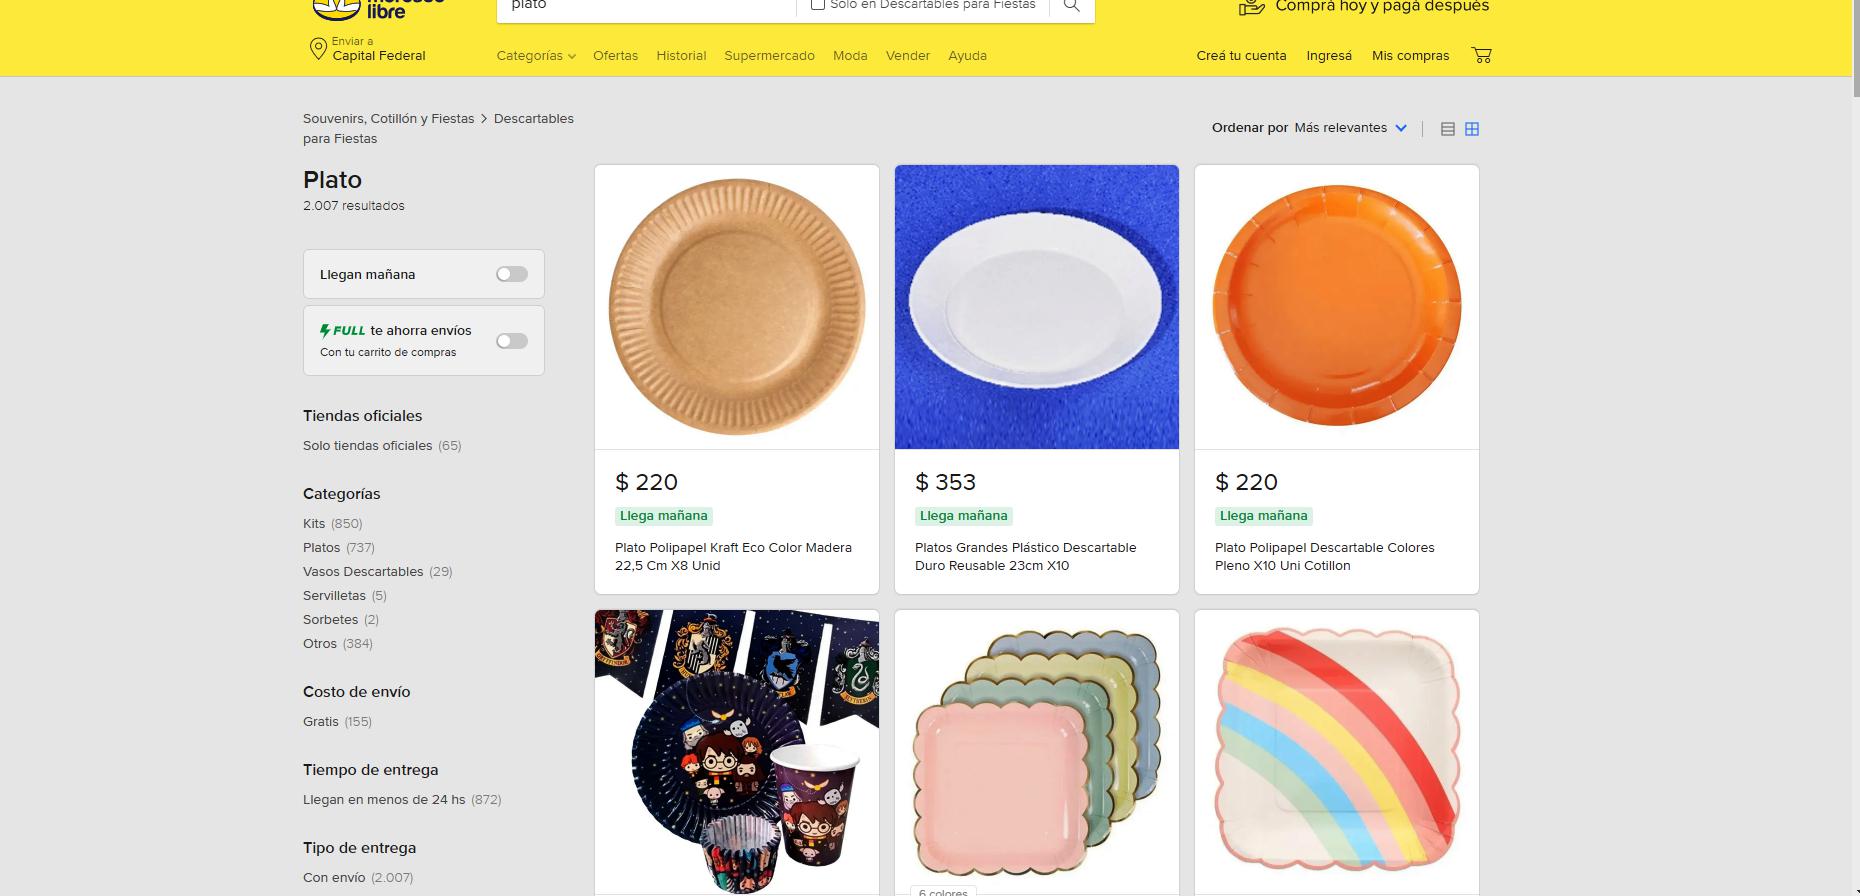 mercado
libre
plato
Solo en Descartables para Fiestas
Comprá hoy y pagá después
Enviar a
Capital Federal
Categorías
Ofertas
Historial
Supermercado
Moda
Vender
Ayuda
Creá tu cuenta
Ingresá
Mis compras
Souvenirs, Cotillón y Fiestas > Descartables
para Fiestas
Ordenar por Más relevantes
Plato
2.007 resultados
Llegan mañana
FULL te ahorra envíos
Con tu carrito de compras
Tiendas oficiales
Solo tiendas oficiales (65)
Categorías
Kits (850)
Platos (737)
Vasos Descartables (29)
Servilletas (5)
Sorbetes (2)
Otros (384)
Costo de envío
Gratis (155)
Tiempo de entrega
Llegan en menos de 24 hs (872)
Tipo de entrega
Con envío (2.007)
$ 220
Llega mañana
Plato Polipapel Kraft Eco Color Madera
22,5 Cm X8 Unid
$ 353
Llega mañana
Platos Grandes Plástico Descartable
Duro Reusable 23cm X10
$ 220
Llega mañana
Plato Polipapel Descartable Colores
Pleno X10 Uni Cotillon
6 colores